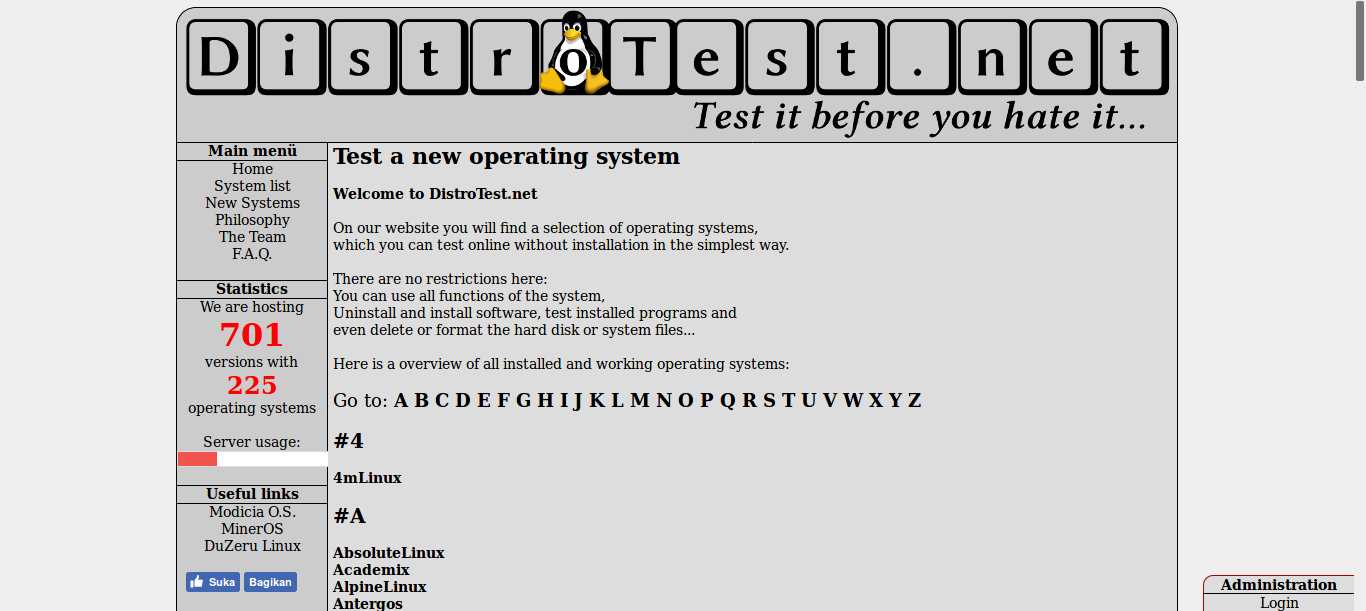 DistroTest.net
Test it before you hate it...
Main menü
Home
System list
New Systems
Philosophy
The Team
F.A.Q.
Statistics
We are hosting
701
versions with
225
operating systems
Server usage:
Useful links
Modicia O.S.
MinerOS
DuZeru Linux
Suka Bagikan
Test a new operating system
Welcome to DistroTest.net
On our website you will find a selection of operating systems,
which you can test online without installation in the simplest way.
There are no restrictions here:
You can use all functions of the system,
Uninstall and install software, test installed programs and
even delete or format the hard disk or system files...
Here is a overview of all installed and working operating systems:
Go to: A B C D E F G H I J K L M N O P Q R S T U V W X Y Z
#4
4mLinux
#A
AbsoluteLinux
Academix
AlpineLinux
Antergos
Administration
Login